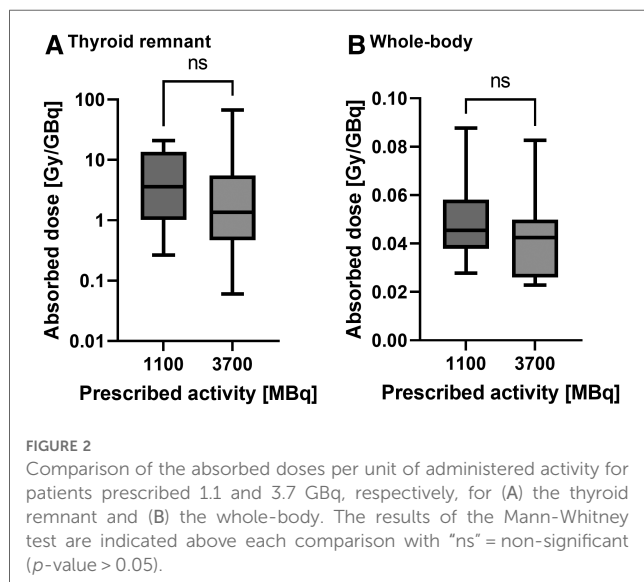 A Thyroid remnant
ns
Absorbed dose [Gy/GBq]
100
10
1
0.1
0.01
1100 3700
Prescribed activity [MBq]
B Whole-body
ns
Absorbed dose [Gy/GBq]
0.10
0.08
0.06
0.04
0.02
0.00
1100 3700
Prescribed activity [MBq]
FIGURE 2
Comparison of the absorbed doses per unit of administered activity for
patients prescribed 1.1 and 3.7 GBq, respectively, for (A) the thyroid
remnant and (B) the whole-body. The results of the Mann-Whitney
test are indicated above each comparison with “ns” = non-significant
(p-value > 0.05).